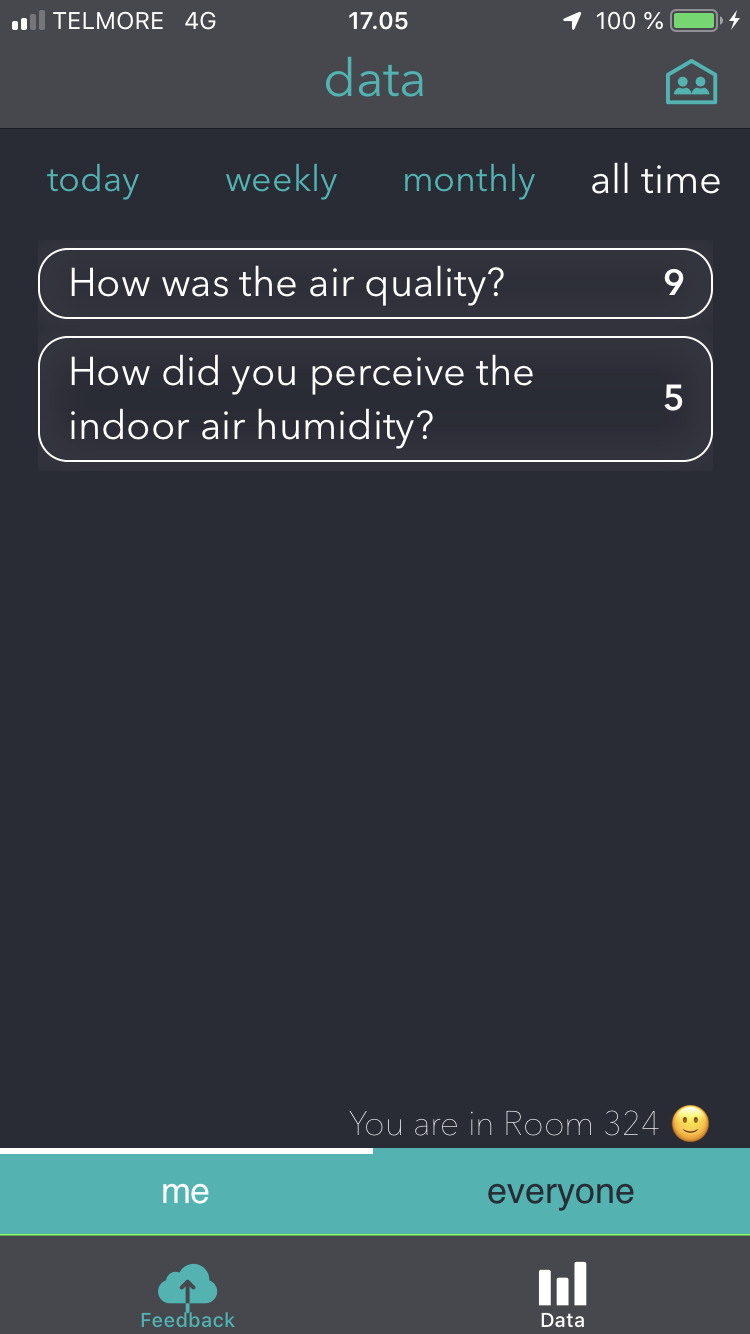 TELMORE 4G 17.05 100 %
data
today weekly monthly all time
How was the air quality? 9
How did you perceive the
indoor air humidity? 5
You are in Room 324 🙂
me everyone
Feedback Data